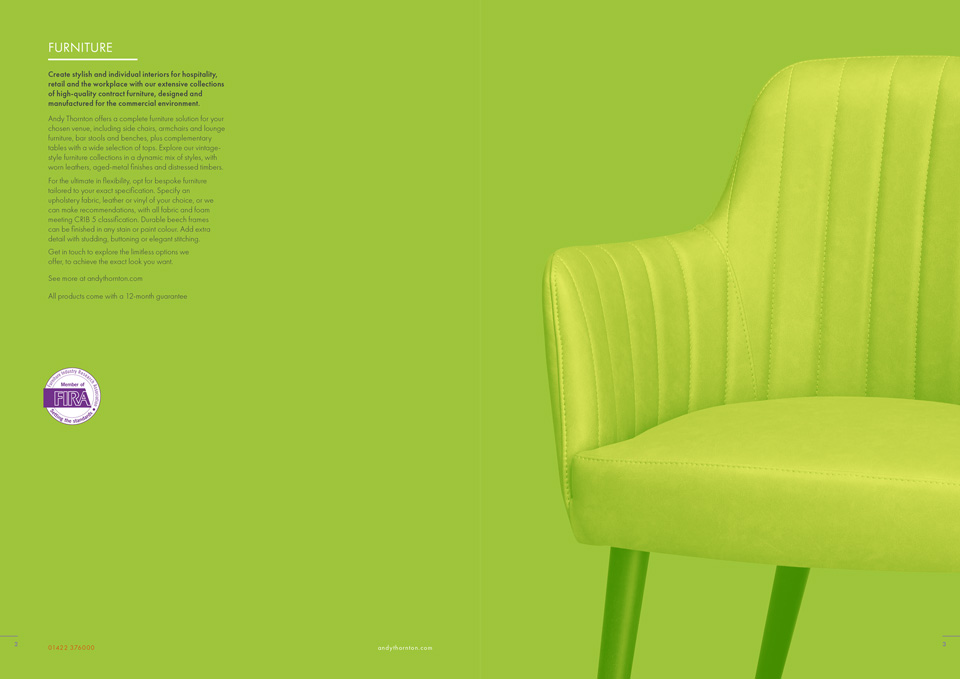 FURNITURE
Create stylish and individual interiors for hospitality,
retail and the workplace with our extensive collections
of high-quality contract furniture, designed and
manufactured for the commercial environment.
Andy Thornton offers a complete furniture solution for your
chosen venue, including side chairs, armchairs and lounge
furniture, bar stools and benches, plus complementary
tables with a wide selection of tops. Explore our vintage-
style furniture collections in a dynamic mix of styles, with
worn leathers, aged-metal finishes and distressed timbers.
For the ultimate in flexibility, opt for bespoke furniture
tailored to your exact specification. Specify an
upholstery fabric, leather or vinyl of your choice, or we
can make recommendations, with all fabric and foam
meeting CRIB 5 classification. Durable beech frames
can be finished in any stain or paint colour. Add extra
detail with studding, buttoning or elegant stitching.
Get in touch to explore the limitless options we
offer, to achieve the exact look you want.
See more at andythornton.com
All products come with a 12-month guarantee
Furniture Industry Research Association
Member of
FIRA
Setting the standards
3
01422 376000
andythornton.com
3